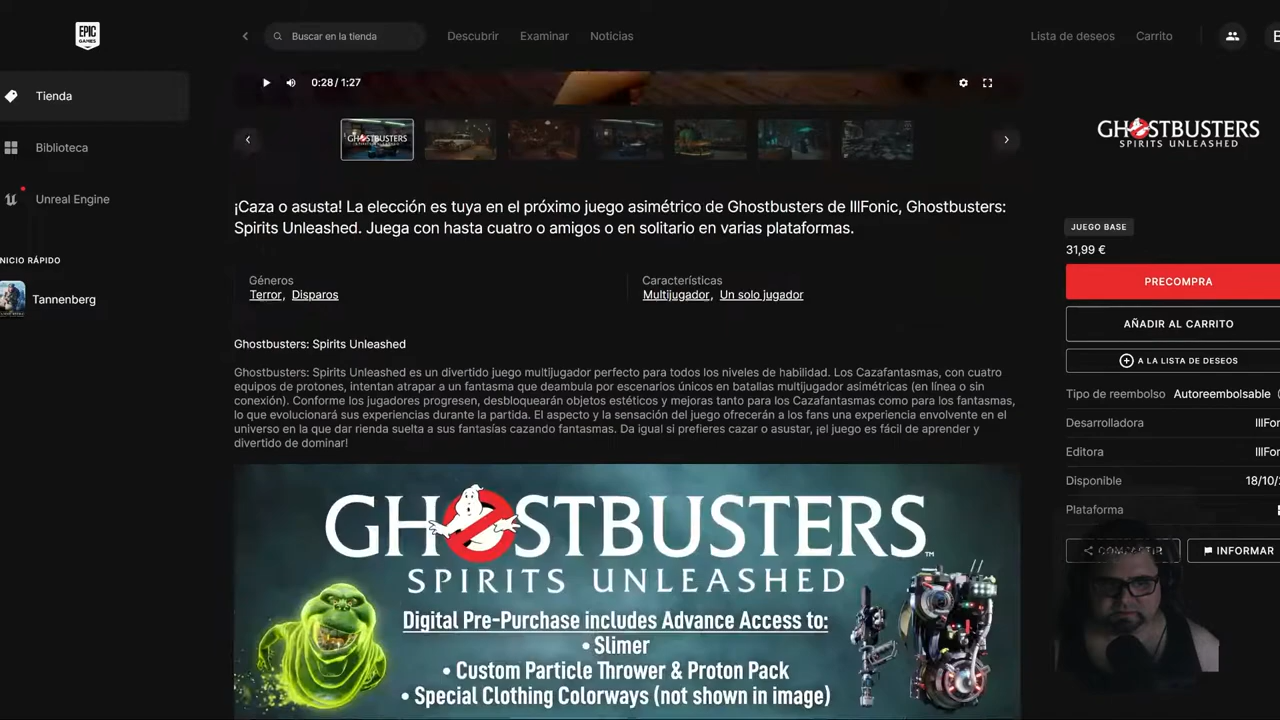 EPIC
GAMES
Buscar en la tienda
Descubrir
Examinar
Noticias
Lista de deseos
Carrito
Tienda
Biblioteca
Unreal Engine
INICIO RÁPIDO
Tannenberg
0:28 / 1:27
GHOSTBUSTERS
¡Caza o asusta! La elección es tuya en el próximo juego asimétrico de Ghostbusters de IllFonic, Ghostbusters:
Spirits Unleashed. Juega con hasta cuatro o amigos o en solitario en varias plataformas.
Géneros
Terror, Disparos
Características
Multijugador, Un solo jugador
Ghostbusters: Spirits Unleashed
Ghostbusters: Spirits Unleashed es un divertido juego multijugador perfecto para todos los niveles de habilidad. Los Cazafantasmas, con cuatro
equipos de protones, intentan atrapar a un fantasma que deambula por escenarios únicos en batallas multijugador asimétricas (en línea o sin
conexión). Conforme los jugadores progresen, desbloquearán objetos estéticos y mejoras tanto para los Cazafantasmas como para los fantasmas,
lo que evolucionará sus experiencias durante la partida. El aspecto y la sensación del juego ofrecerán a los fans una experiencia envolvente en el
universo en la que dar rienda suelta a sus fantasías cazando fantasmas. Da igual si prefieres cazar o asustar, ¡el juego es fácil de aprender y
divertido de dominar!
GHOSTBUSTERS™
SPIRITS UNLEASHED
Digital Pre-Purchase includes Advance Access to:
• Slimer
• Custom Particle Thrower & Proton Pack
• Special Clothing Colorways (not shown in image)
GHOSTBUSTERS
SPIRITS UNLEASHED
JUEGO BASE
31,99 €
PRECOMPRA
AÑADIR AL CARRITO
A LA LISTA DE DESEOS
Tipo de reembolso Autoreembolsable
Desarrolladora IllFon
Editora IllFon
Disponible 18/10/2
Plataforma
COMPARTIR
INFORMAR